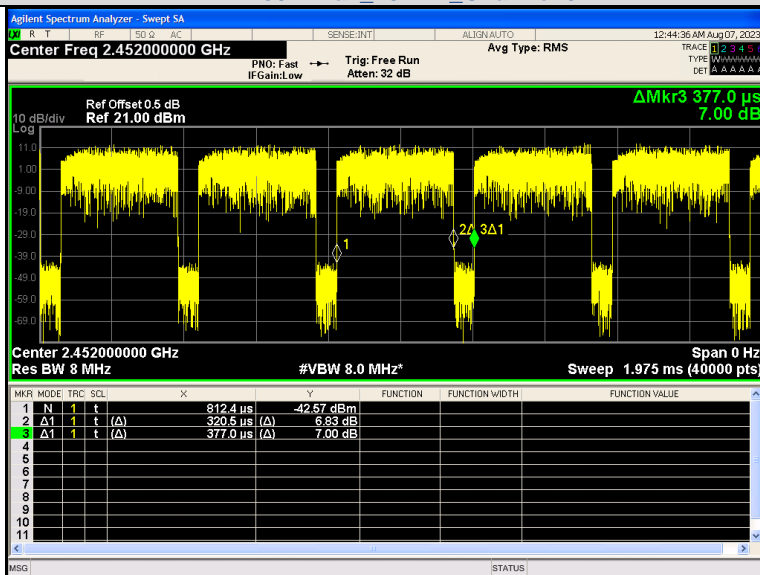 Agilent Spectrum Analyzer - Swept SA
LXI R T RF 50 Ω AC SENSE:INT ALIGN AUTO 12:44:36 AM Aug 07, 2023
Center Freq 2.452000000 GHz Avg Type: RMS TRACE 1 2 3 4 5
PNO: Fast Trig: Free Run TYPE
IFGain:Low Atten: 32 dB DET A A A A A
ΔMkr3 377.0 µs
7.00 dB
Ref Offset 0.5 dB
10 dB/div Ref 21.00 dBm
Log
11.0
1.00
-9.00
-19.0
-29.0
-39.0
-49.0
-59.0
-69.0
1
2Δ 3Δ1
Center 2.452000000 GHz Span 0 Hz
Res BW 8 MHz #VBW 8.0 MHz* Sweep 1.975 ms (40000 pts)
MKR MODE TRC SCL X Y FUNCTION FUNCTION WIDTH FUNCTION VALUE
1 N 1 t 812.4 µs -42.57 dBm
2 Δ1 1 t (Δ) 320.5 µs (Δ) 6.83 dB
3 Δ1 1 t (Δ) 377.0 µs (Δ) 7.00 dB
4
5
6
7
8
9
10
11
MSG STATUS